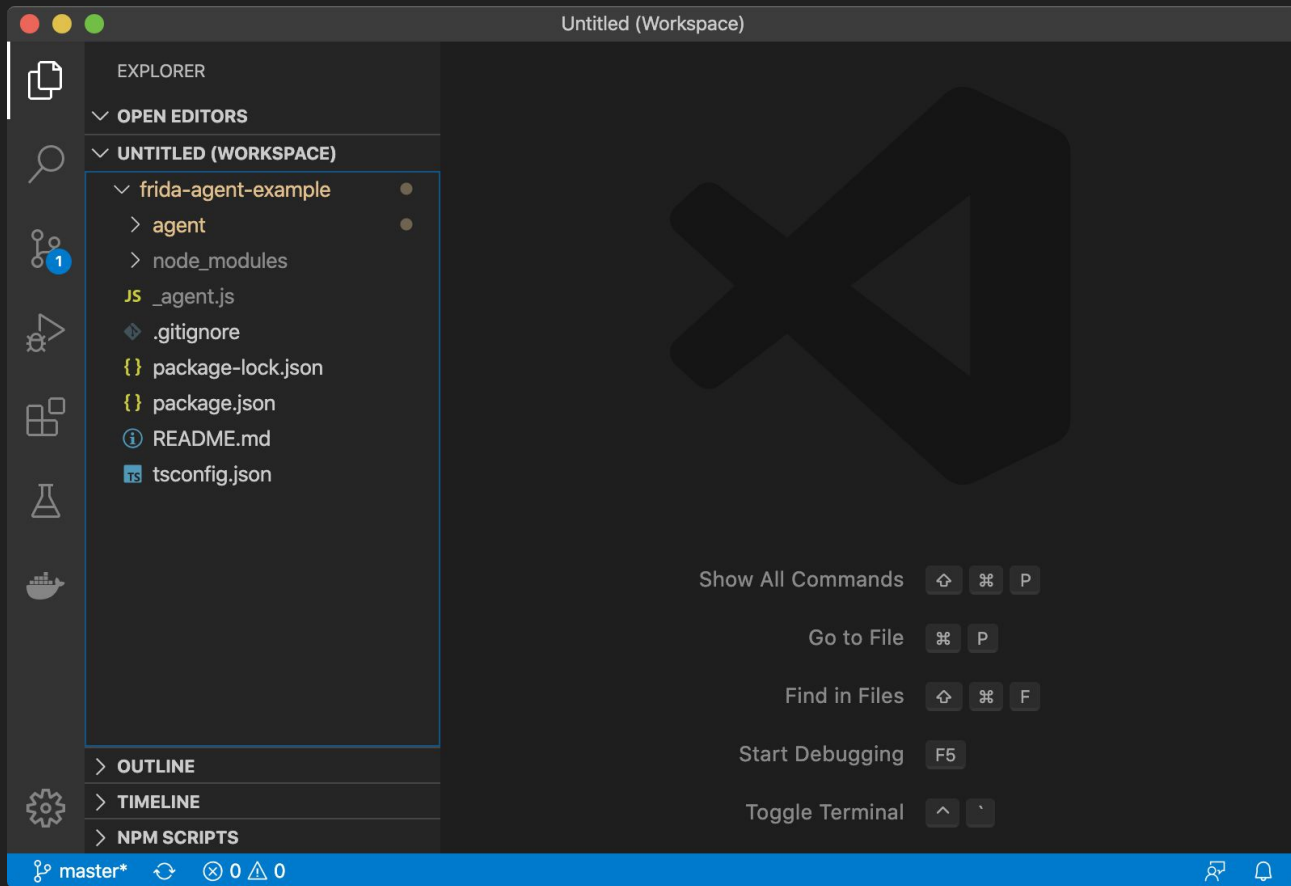 Untitled (Workspace)
EXPLORER
OPEN EDITORS
UNTITLED (WORKSPACE)
frida-agent-example
agent
node_modules
JS _agent.js
.gitignore
{} package-lock.json
{} package.json
README.md
TS tsconfig.json
1
OUTLINE
TIMELINE
NPM SCRIPTS
Show All Commands ⇧ ⌘ P
Go to File ⌘ P
Find in Files ⇧ ⌘ F
Start Debugging F5
Toggle Terminal ^ `
master* 0 0